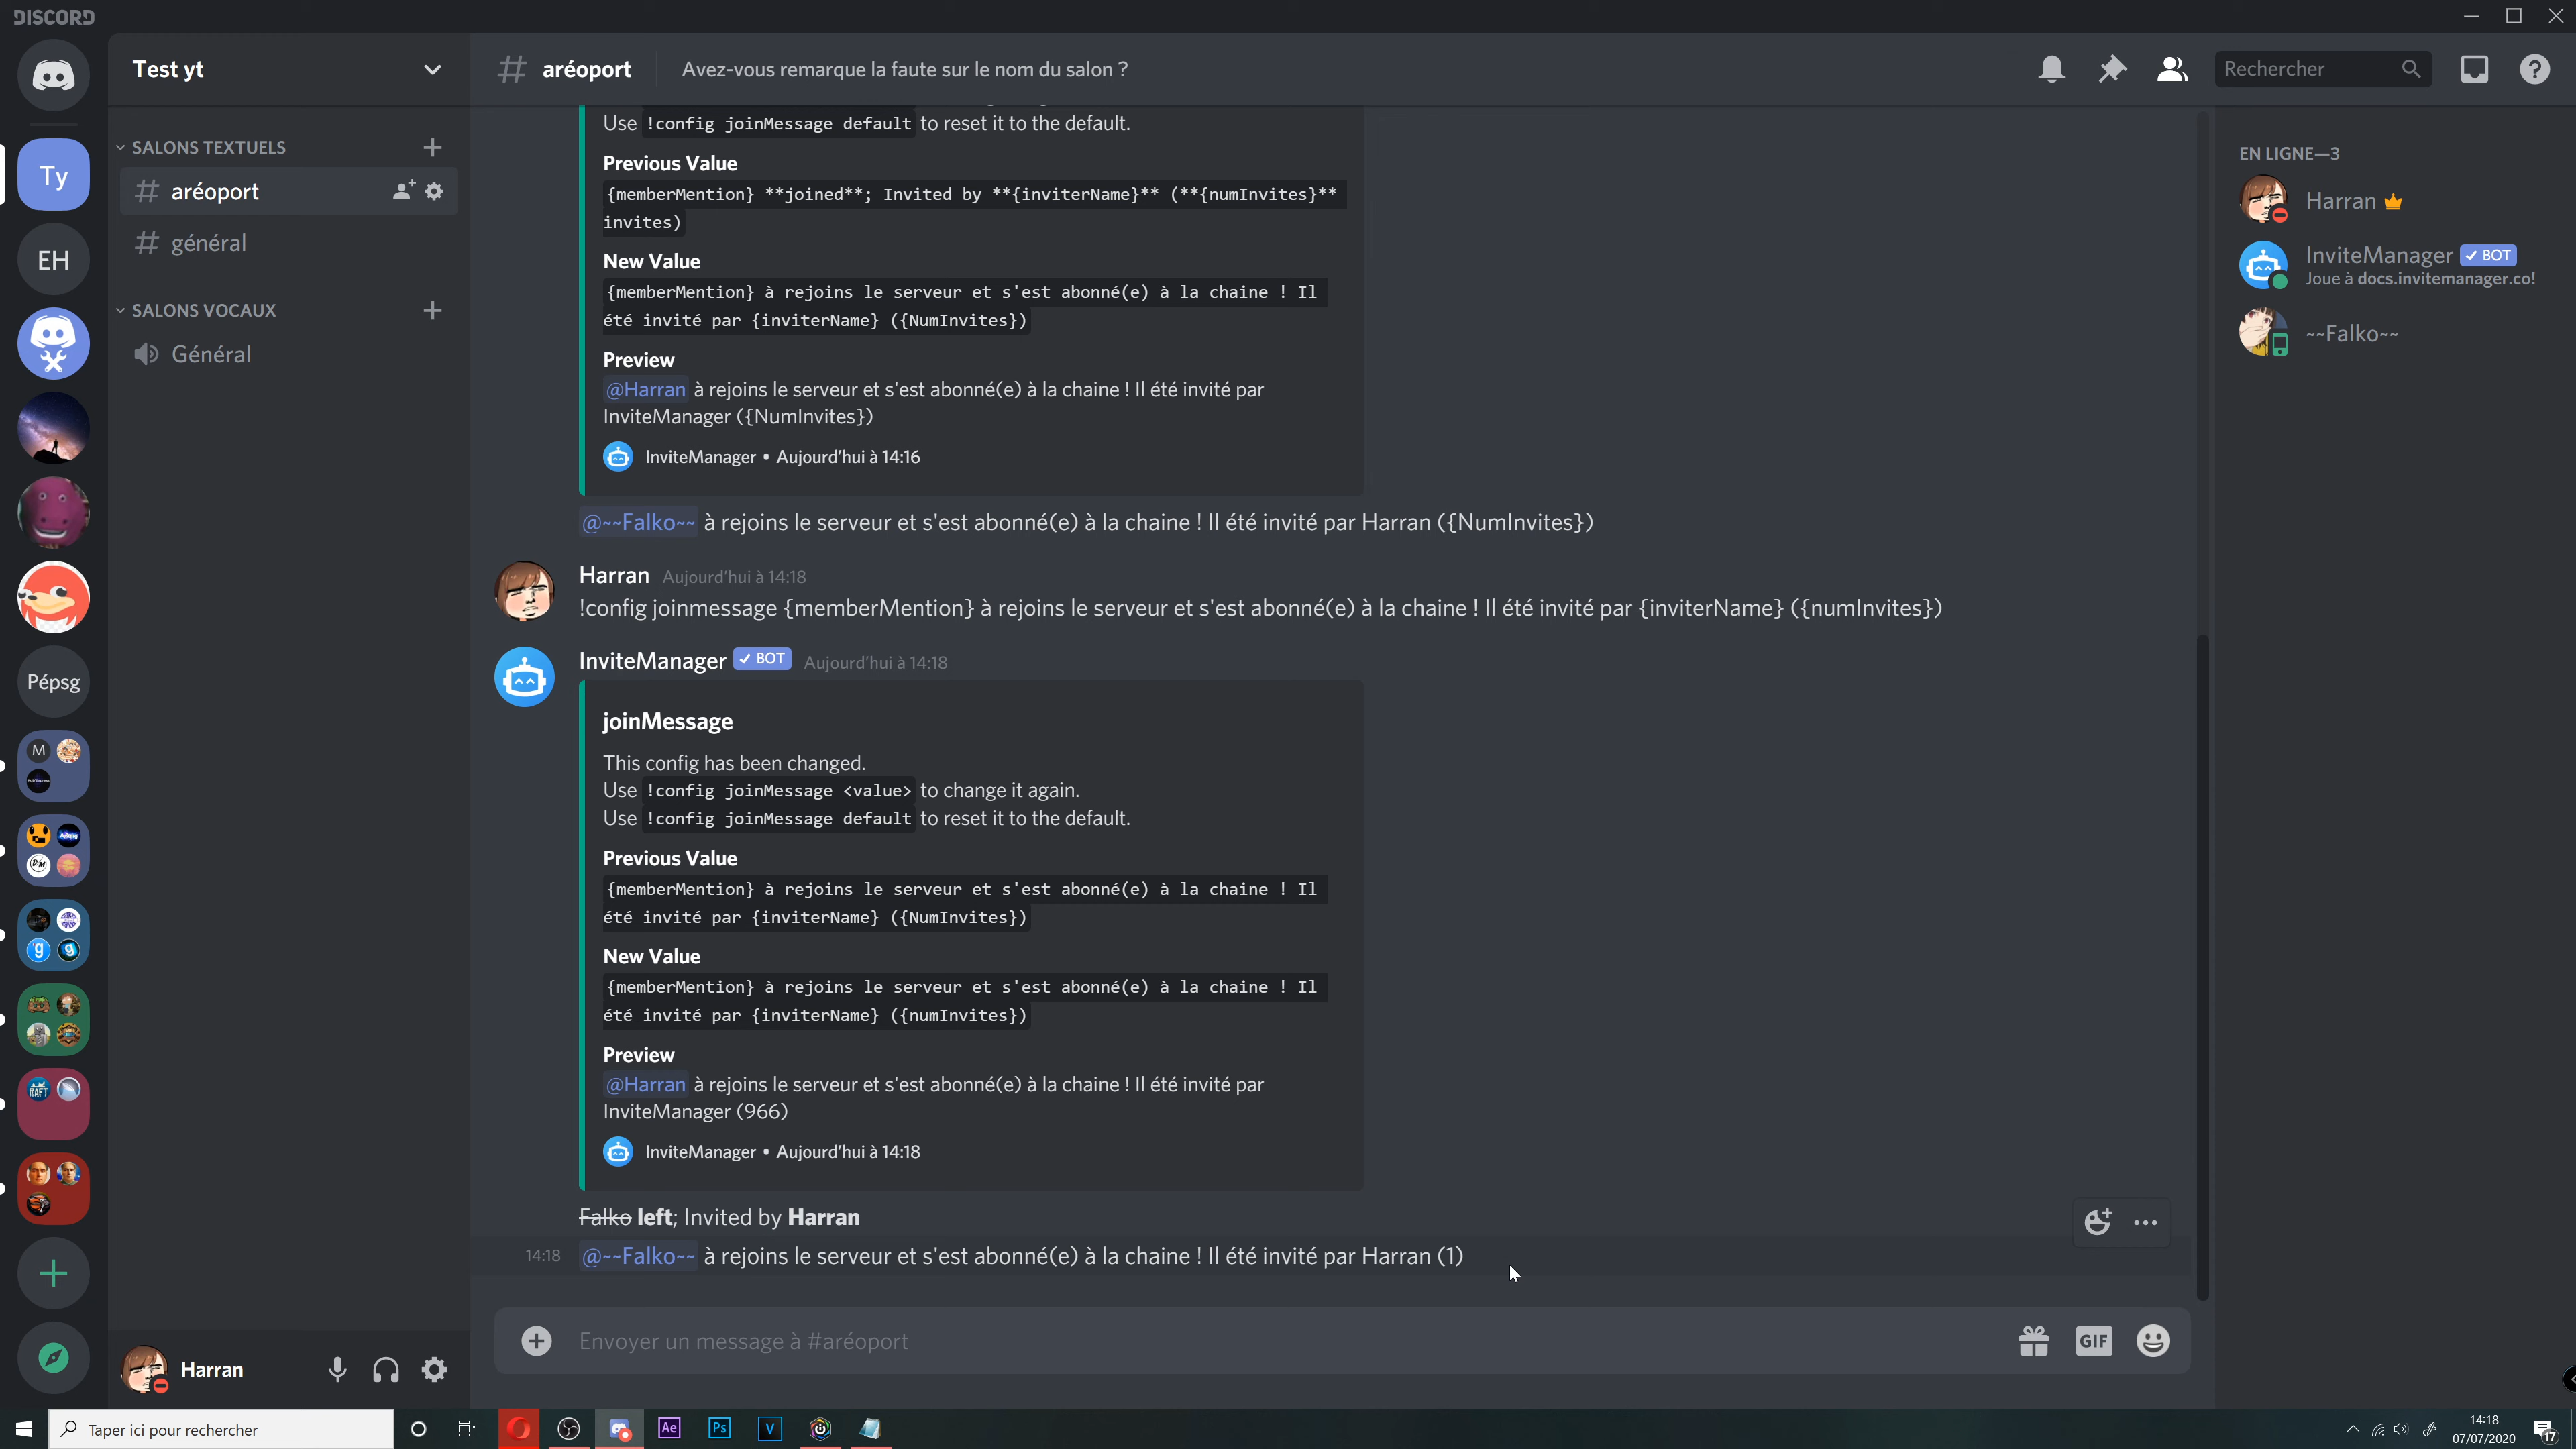 DISCORD
Test yt
# aréoport
Avez-vous remarque la faute sur le nom du salon ?
Rechercher
Ty
EH
Pépsg
M
SALONS TEXTUELS
# aréoport
# général
SALONS VOCAUX
Général
Use !config joinMessage default to reset it to the default.
Previous Value
{memberMention} **joined**; Invited by **{inviterName}** (**{numInvites}**
invites)
New Value
{memberMention} à rejoins le serveur et s'est abonné(e) à la chaine ! Il
été invité par {inviterName} ({NumInvites})
Preview
@Harran à rejoins le serveur et s'est abonné(e) à la chaine ! Il été invité par
InviteManager ({NumInvites})
InviteManager • Aujourd'hui à 14:16
@~~Falko~~ à rejoins le serveur et s'est abonné(e) à la chaine ! Il été invité par Harran ({NumInvites})
Harran Aujourd'hui à 14:18
!config joinmessage {memberMention} à rejoins le serveur et s'est abonné(e) à la chaine ! Il été invité par {inviterName} ({numInvites})
InviteManager ✓ BOT Aujourd'hui à 14:18
joinMessage
This config has been changed.
Use !config joinMessage <value> to change it again.
Use !config joinMessage default to reset it to the default.
Previous Value
{memberMention} à rejoins le serveur et s'est abonné(e) à la chaine ! Il
été invité par {inviterName} ({NumInvites})
New Value
{memberMention} à rejoins le serveur et s'est abonné(e) à la chaine ! Il
été invité par {inviterName} ({numInvites})
Preview
@Harran à rejoins le serveur et s'est abonné(e) à la chaine ! Il été invité par
InviteManager (966)
InviteManager • Aujourd'hui à 14:18
Falko left; Invited by Harran
14:18 @~~Falko~~ à rejoins le serveur et s'est abonné(e) à la chaine ! Il été invité par Harran (1)
Envoyer un message à #aréoport
GIF
EN LIGNE—3
Harran
InviteManager ✓ BOT
Joue à docs.invitemanager.co!
~~Falko~~
Harran
Taper ici pour rechercher
Ae
Ps
V
14:18
07/07/2020
17